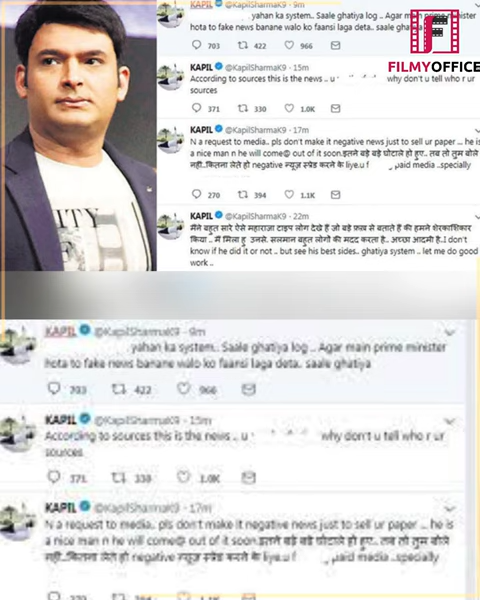 KAPIL @KapilSharmaK9 · 9m
yahan ka system.. Saale ghatiya log .. Agar main prime minister
hota to fake news banane walo ko faansi laga deta.. saale ghatiya
703 422 966
FILMYOFFICE
KAPIL @KapilSharmaK9 · 15m
According to sources this is the news .. u why don't u tell who r ur
sources
371 330 1.0K
KAPIL @KapilSharmaK9 · 17m
N a request to media.. pls don't make it negative news just to sell ur paper ... he is
a nice man n he will come@ out of it soon.इतने बड़े बड़े घोटाले हो हुए.. तब तो तुम बोले
नही..कितना लेते हो negative न्यूज़ स्प्रेड करने के liye.u f paid media ..specially
270 394 1.1K
KAPIL @KapilSharmaK9 · 22m
मैंने बहुत सारे ऐसे महाराजा टाइप लोग देखे हैं जो बड़े फ़ख्र से बताते हैं की हमने शेरकाशिकार
किया .. मैं मिला हु उनसे. सलमान बहुत लोगों की मदद करता है.. अच्छा आदमी है..I don't
know if he did it or not .. but see his best sides.. ghatiya system .. let me do good
work ..
ITY
KAPIL @KapilSharmaK9 · 9m
yahan ka system.. Saale ghatiya log .. Agar main prime minister
hota to fake news banane walo ko faansi laga deta.. saale ghatiya
703 422 966
KAPIL @KapilSharmaK9 · 15m
According to sources this is the news .. u why don't u tell who r ur
sources
371 330 1.0K
KAPIL @KapilSharmaK9 · 17m
N a request to media.. pls don't make it negative news just to sell ur paper ... he is
a nice man n he will come@ out of it soon.इतने बड़े बड़े घोटाले हो हुए.. तब तो तुम बोले
नही..कितना लेते हो negative न्यूज़ स्प्रेड करने के liye.u f paid media ..specially